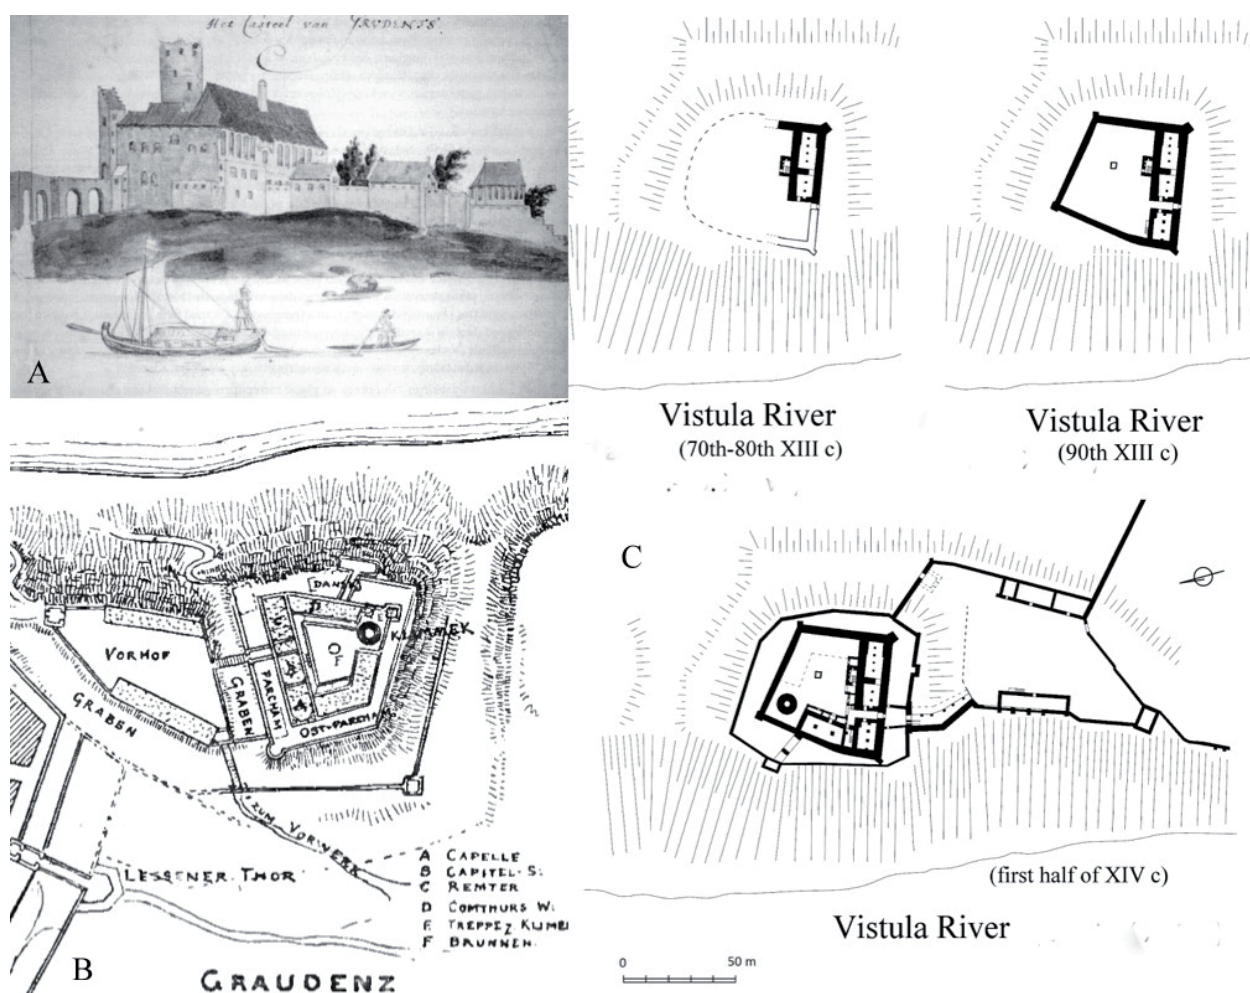 Het Casteel van
A
Vistula River
(70th-80th XIII c)
Vistula River
(90th XIII c)
DANSK
D
E
KLIMMEK
C
F
B
A
VORHOF
GRABEN
GRABEN
PARCHAM
OST-PARCHAM
ZUM VORWERK
LESSENER THOR
A CAPELLE
B CAPITEL-S:
C REMTER
D COMTHURS W:
E TREPPE Z KLIM
F BRUNNEN.
B
GRAUDENZ
C
(first half of XIV c)
Vistula River
0 50 m